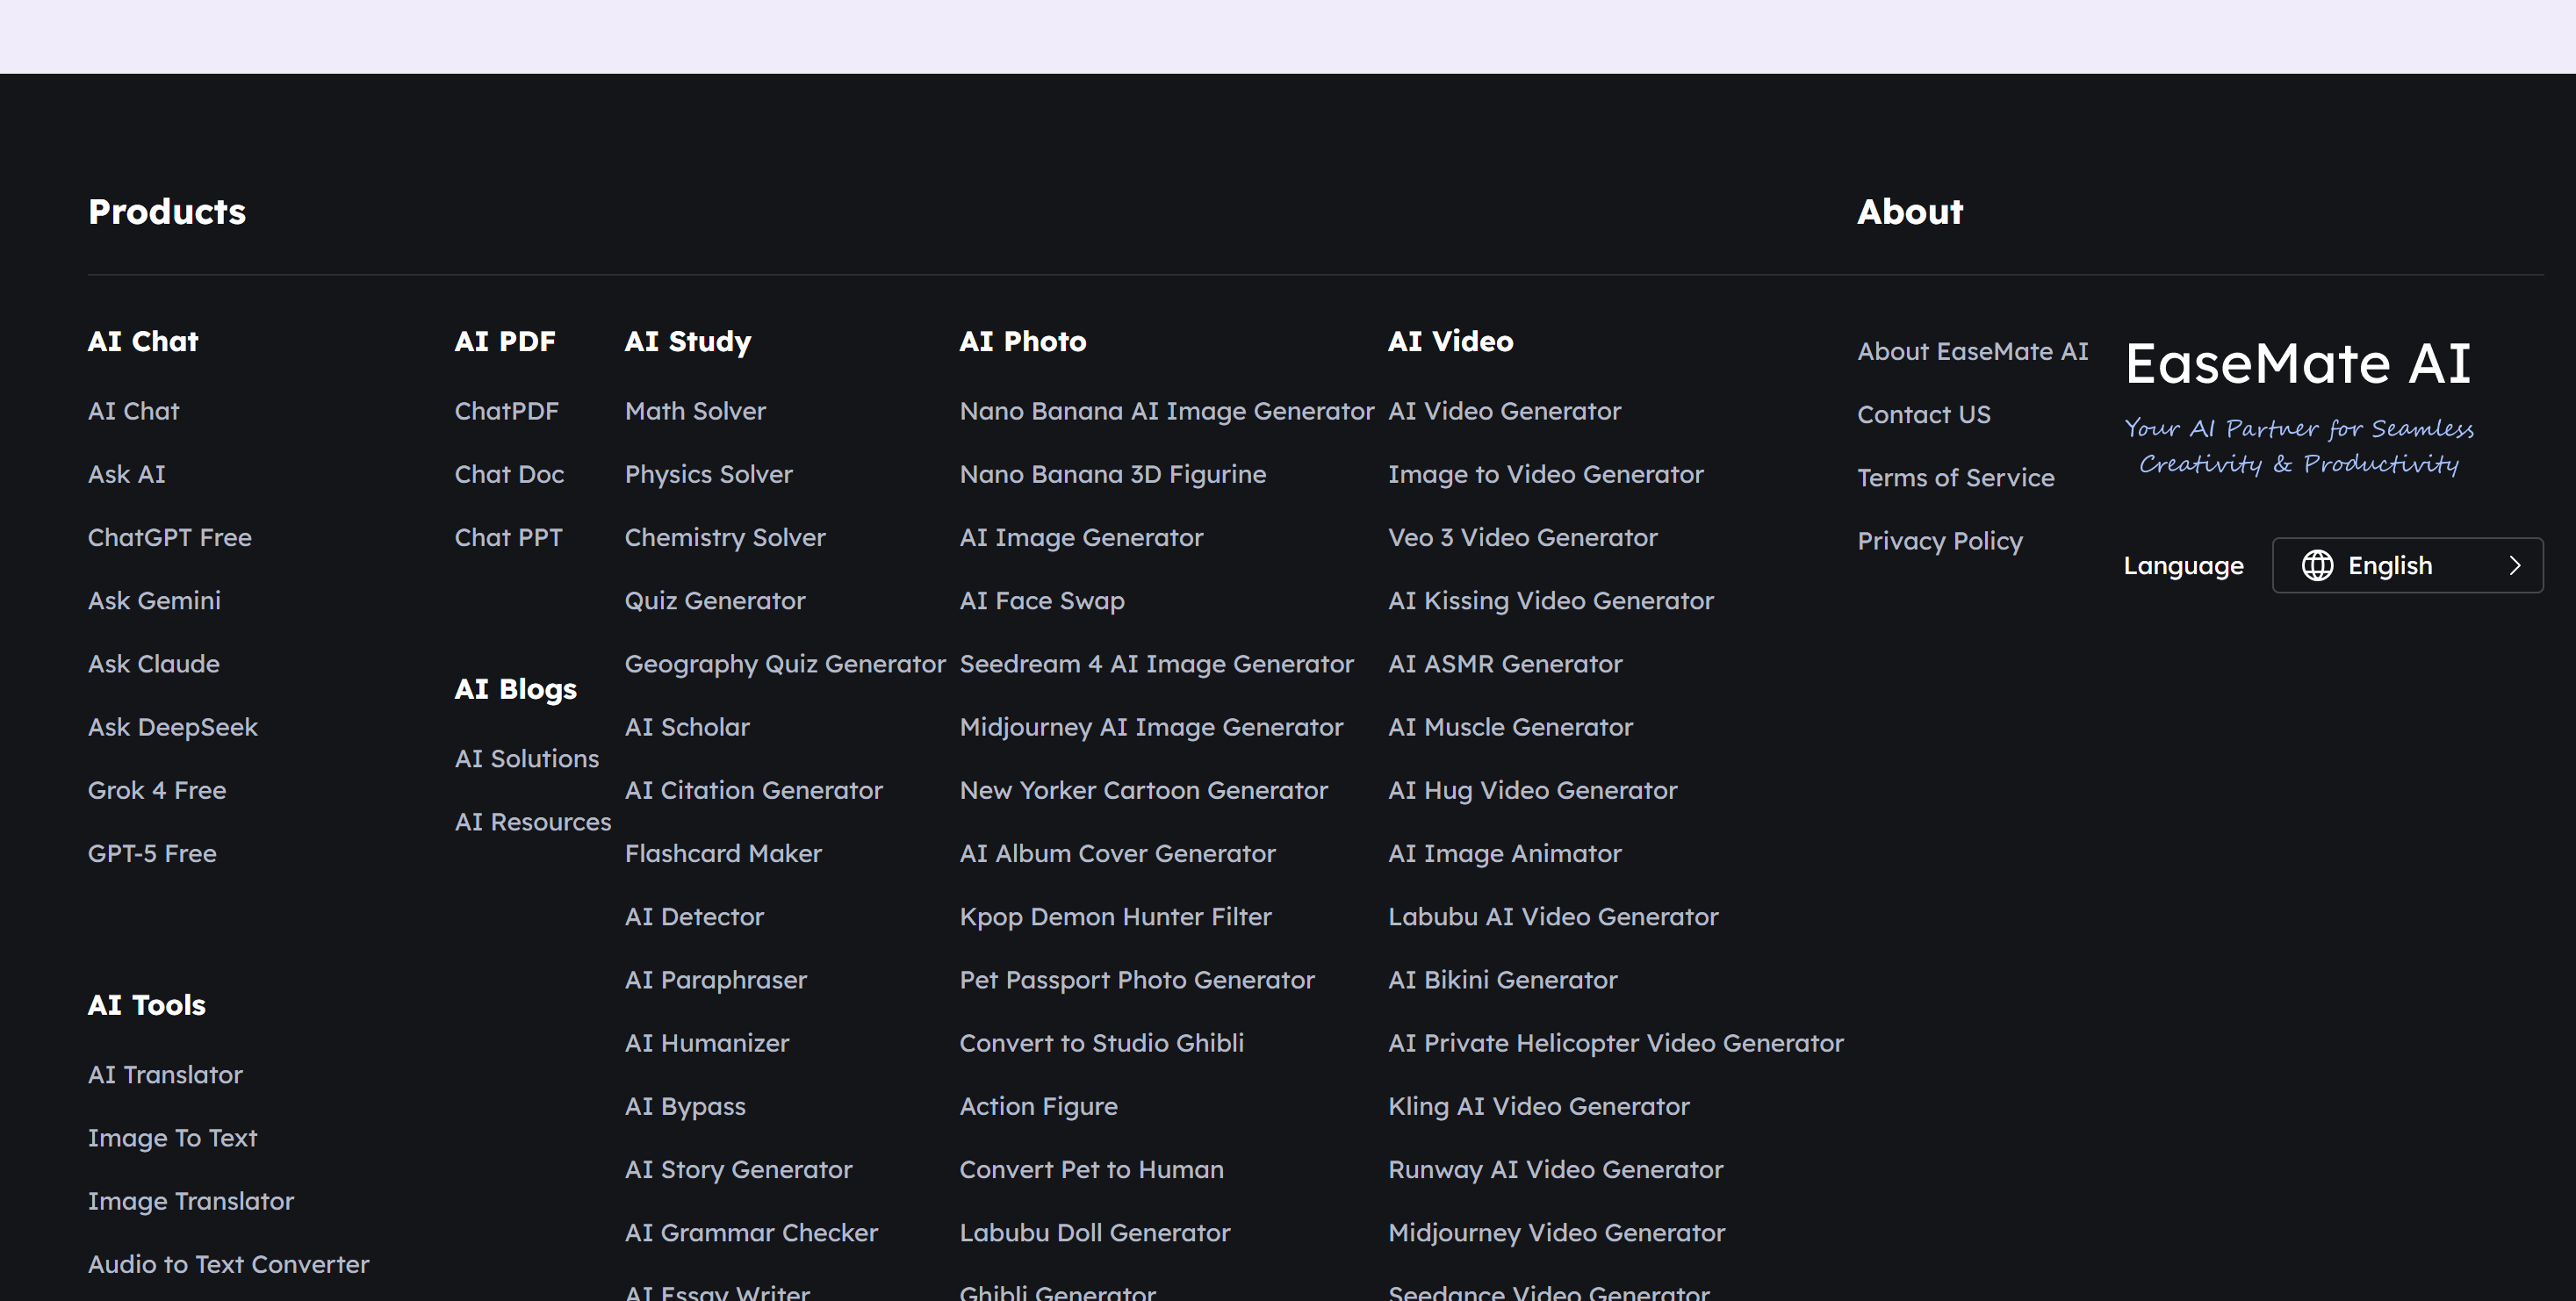 Products
About
AI Chat
AI Chat
Ask AI
ChatGPT Free
Ask Gemini
Ask Claude
Ask DeepSeek
Grok 4 Free
GPT-5 Free
AI Tools
AI Translator
Image To Text
Image Translator
Audio to Text Converter
AI PDF
ChatPDF
Chat Doc
Chat PPT
AI Blogs
AI Solutions
AI Resources
AI Study
Math Solver
Physics Solver
Chemistry Solver
Quiz Generator
Geography Quiz Generator
AI Scholar
AI Citation Generator
Flashcard Maker
AI Detector
AI Paraphraser
AI Humanizer
AI Bypass
AI Story Generator
AI Grammar Checker
AI Essay Writer
AI Photo
Nano Banana AI Image Generator
Nano Banana 3D Figurine
AI Image Generator
AI Face Swap
Seedream 4 AI Image Generator
Midjourney AI Image Generator
New Yorker Cartoon Generator
AI Album Cover Generator
Kpop Demon Hunter Filter
Pet Passport Photo Generator
Convert to Studio Ghibli
Action Figure
Convert Pet to Human
Labubu Doll Generator
Ghibli Generator
AI Video
AI Video Generator
Image to Video Generator
Veo 3 Video Generator
AI Kissing Video Generator
AI ASMR Generator
AI Muscle Generator
AI Hug Video Generator
AI Image Animator
Labubu AI Video Generator
AI Bikini Generator
AI Private Helicopter Video Generator
Kling AI Video Generator
Runway AI Video Generator
Midjourney Video Generator
Seedance Video Generator
About EaseMate AI
Contact US
Terms of Service
Privacy Policy
EaseMate AI
Your AI Partner for Seamless
Creativity & Productivity
Language
English